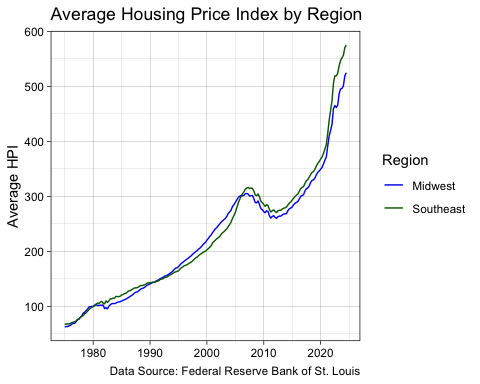 Average Housing Price Index by Region
600
500
400
300
200
100
Average HPI
1980 1990 2000 2010 2020
Data Source: Federal Reserve Bank of St. Louis
Region
Midwest
Southeast